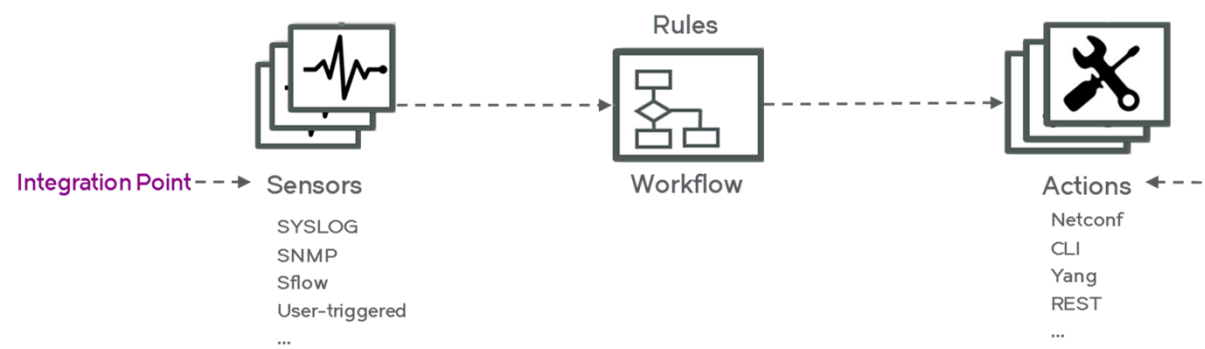 Rules
Integration Point
Sensors
SYSLOG
SNMP
Sflow
User-triggered
...
Workflow
Actions
Netconf
CLI
Yang
REST
...